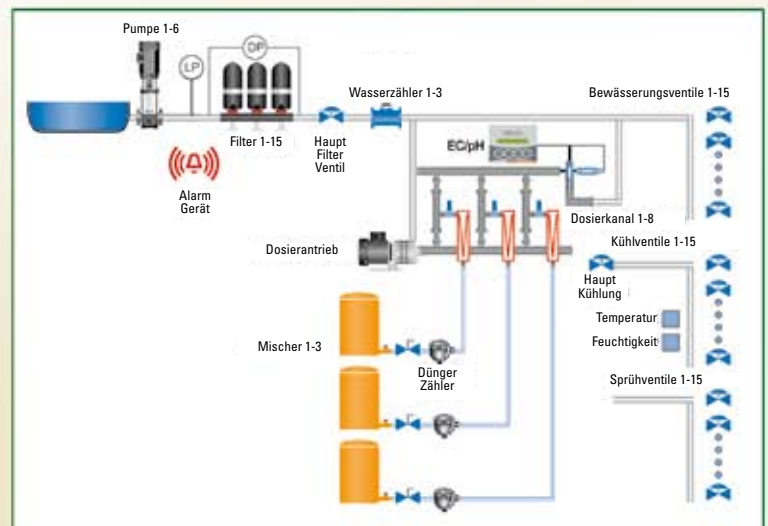 Pumpe 1-6
DP
LP
Wasserzähler 1-3
Bewässerungsventile 1-15
Filter 1-15
Haupt
Filter
Ventil
EC/pH
Alarm
Gerät
Dosierkanal 1-8
Dosierantrieb
Kühlventile 1-15
Haupt
Kühlung
Temperatur
Feuchtigkeit
Mischer 1-3
Dünger
Zähler
Sprühventile 1-15